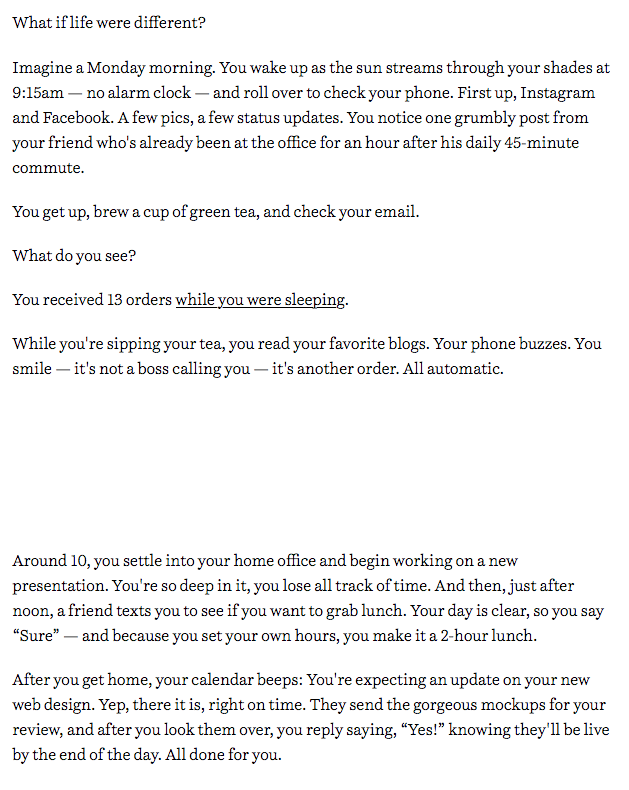 What if life were different?
Imagine a Monday morning. You wake up as the sun streams through your shades at
9:15am — no alarm clock — and roll over to check your phone. First up, Instagram
and Facebook. A few pics, a few status updates. You notice one grumbly post from
your friend who's already been at the office for an hour after his daily 45-minute
commute.
You get up, brew a cup of green tea, and check your email.
What do you see?
You received 13 orders while you were sleeping.
While you're sipping your tea, you read your favorite blogs. Your phone buzzes. You
smile — it's not a boss calling you — it's another order. All automatic.
Around 10, you settle into your home office and begin working on a new
presentation. You're so deep in it, you lose all track of time. And then, just after
noon, a friend texts you to see if you want to grab lunch. Your day is clear, so you say
“Sure” — and because you set your own hours, you make it a 2-hour lunch.
After you get home, your calendar beeps: You're expecting an update on your new
web design. Yep, there it is, right on time. They send the gorgeous mockups for your
review, and after you look them over, you reply saying, “Yes!” knowing they'll be live
by the end of the day. All done for you.